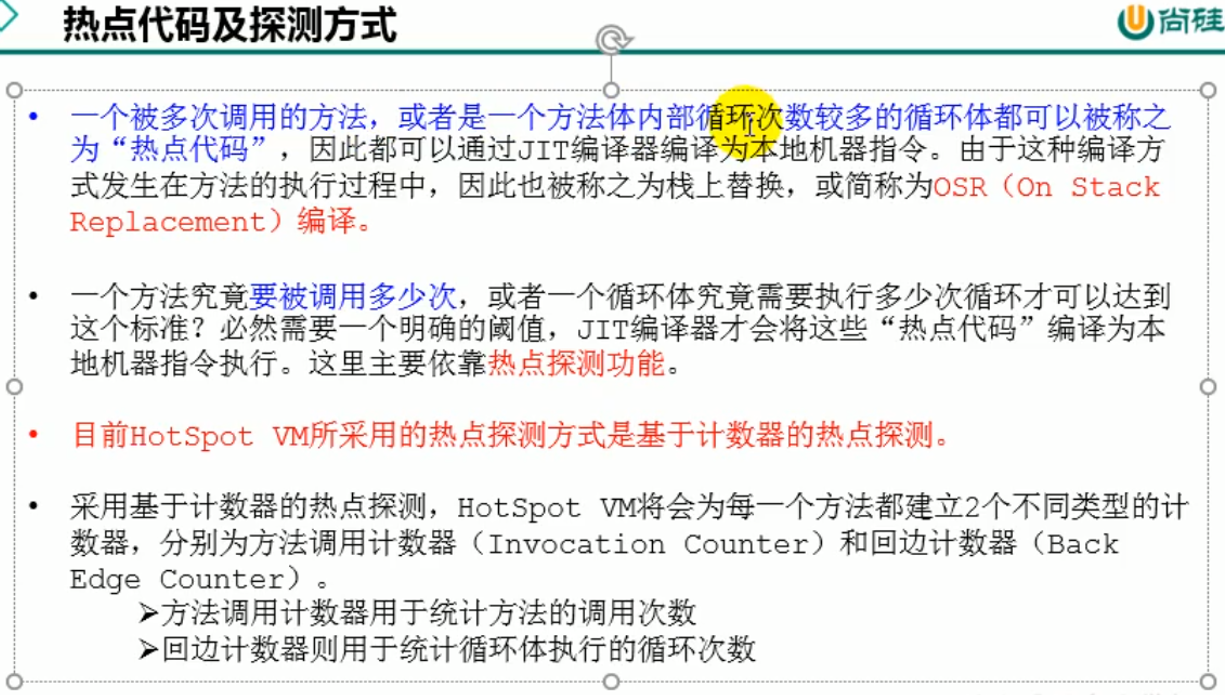 热点代码及探测方式
尚硅
• 一个被多次调用的方法，或者是一个方法体内部循环次数较多的循环体都可以被称之
为“热点代码”，因此都可以通过JIT编译器编译为本地机器指令。由于这种编译方
式发生在方法的执行过程中，因此也被称之为栈上替换，或简称为OSR（On Stack
Replacement）编译。
• 一个方法究竟要被调用多少次，或者一个循环体究竟需要执行多少次循环才可以达到
这个标准？必然需要一个明确的阈值，JIT编译器才会将这些“热点代码”编译为本
地机器指令执行。这里主要依靠热点探测功能。
• 目前HotSpot VM所采用的热点探测方式是基于计数器的热点探测。
• 采用基于计数器的热点探测，HotSpot VM将会为每一个方法都建立2个不同类型的计
数器，分别为方法调用计数器（Invocation Counter）和回边计数器（Back
Edge Counter）。
➢方法调用计数器用于统计方法的调用次数
➢回边计数器则用于统计循环体执行的循环次数